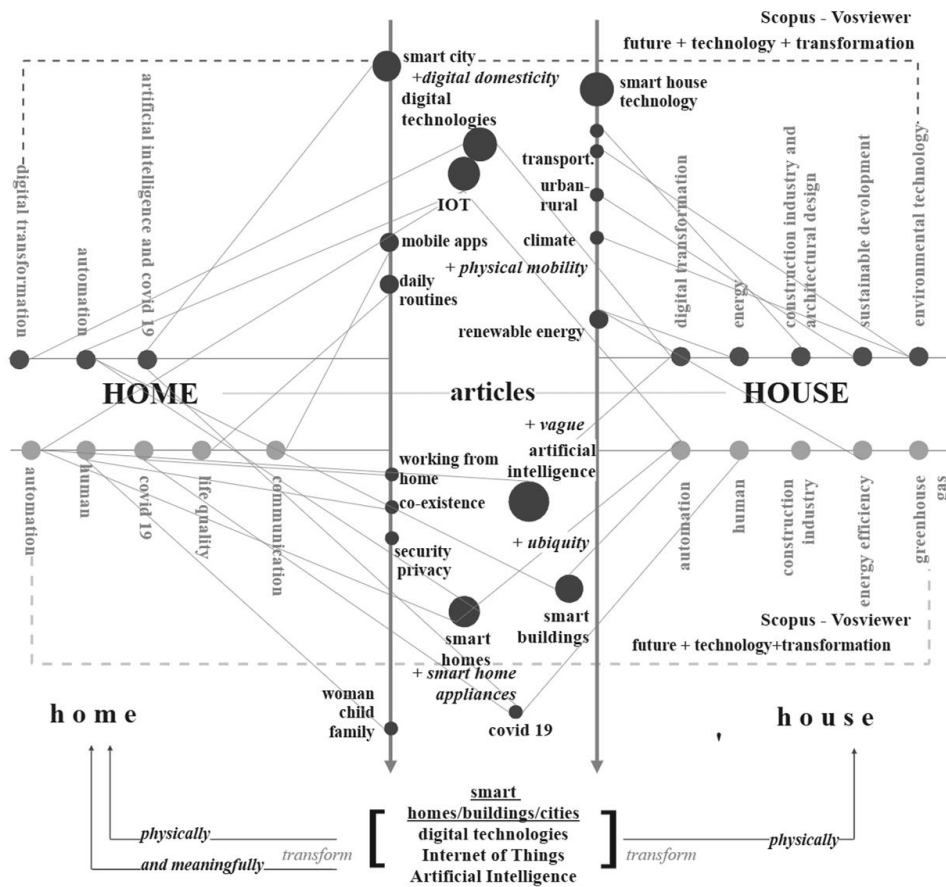 Scopus - Vosviewer
future + technology + transformation
smart city
+digital domesticity
digital
technologies
smart house
technology
IOT
mobile apps
+ physical mobility
daily
routines
transport.
urban-
rural
climate
renewable energy
digital transformation
automation
artificial intelligence and covid 19
digital transformation
energy
construction industry and
architectural design
sustainable devolopment
environmental technology
HOME
articles
HOUSE
+ vague
artificial
intelligence
+ ubiquity
working from
home
co-existence
security
privacy
smart
homes
+ smart home
appliances
smart
buildings
woman
child
family
covid 19
automation
human
covid 19
life quality
communication
automation
human
construction
industry
energy efficiency
greenhouse
gas
Scopus - Vosviewer
future + technology+transformation
home
house
physically
and meaningfully
transform
[
smart
homes/buildings/cities
digital technologies
Internet of Things
Artificial Intelligence
]
transform
physically